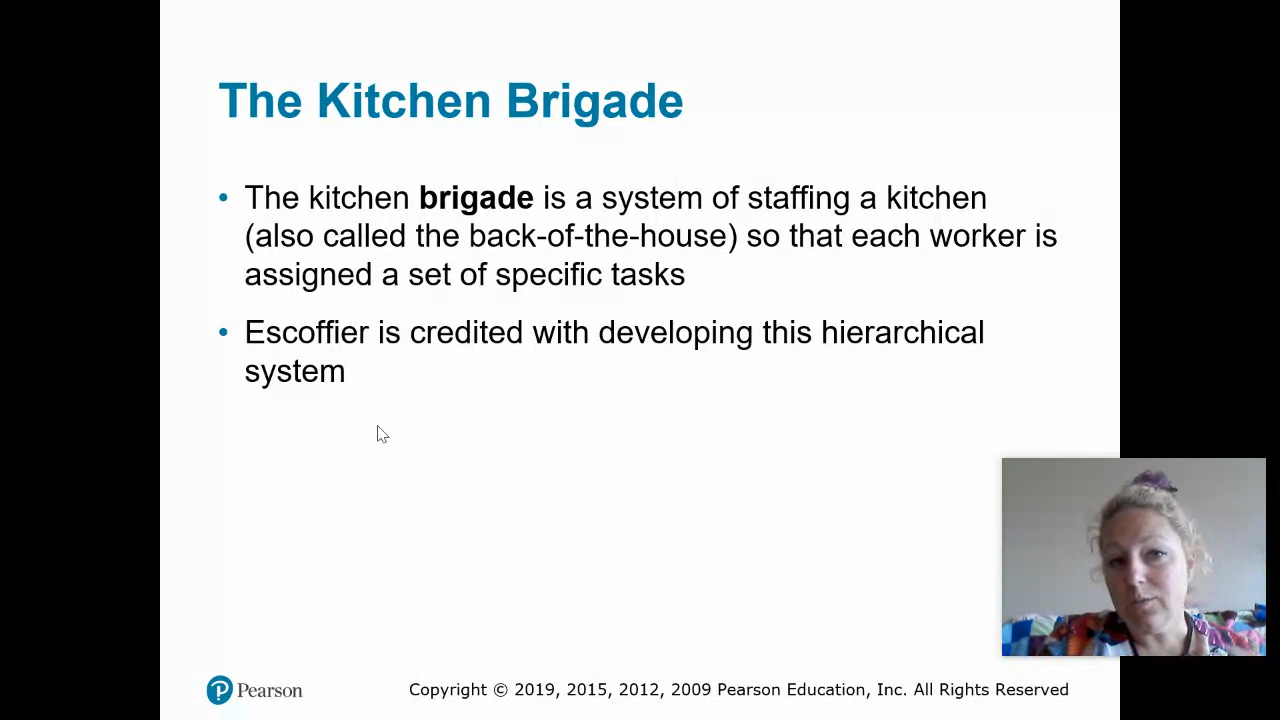 The Kitchen Brigade
• The kitchen brigade is a system of staffing a kitchen
(also called the back-of-the-house) so that each worker is
assigned a set of specific tasks
• Escoffier is credited with developing this hierarchical
system
Pearson
Copyright © 2019, 2015, 2012, 2009 Pearson Education, Inc. All Rights Reserved